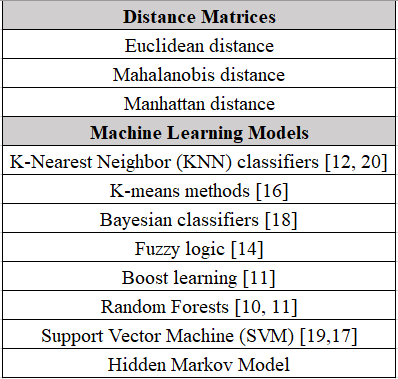 Distance Matrices
Euclidean distance
Mahalanobis distance
Manhattan distance
Machine Learning Models
K-Nearest Neighbor (KNN) classifiers [12, 20]
K-means methods [16]
Bayesian classifiers [18]
Fuzzy logic [14]
Boost learning [11]
Random Forests [10, 11]
Support Vector Machine (SVM) [19,17]
Hidden Markov Model